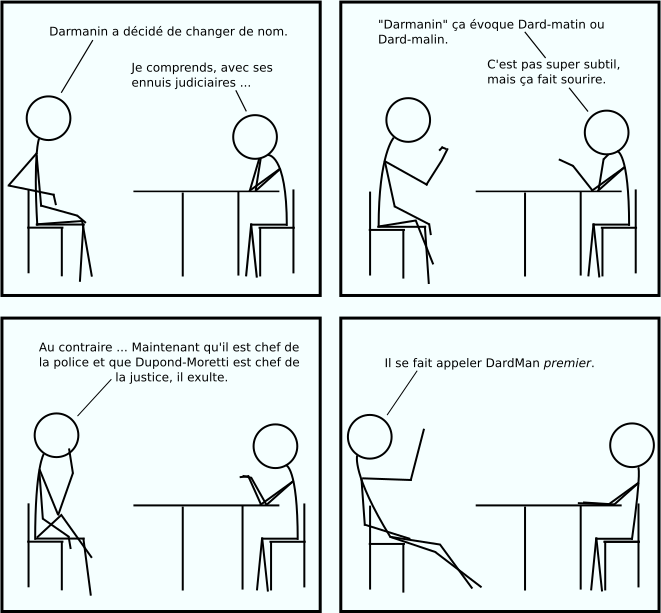 Darmanin a décidé de changer de nom.
Je comprends, avec ses
ennuis judiciaires ...
"Darmanin" ça évoque Dard-matin ou
Dard-malin.
C'est pas super subtil,
mais ça fait sourire.
Au contraire ... Maintenant qu'il est chef de
la police et que Dupond-Moretti est chef de
la justice, il exulte.
Il se fait appeler DardMan premier.